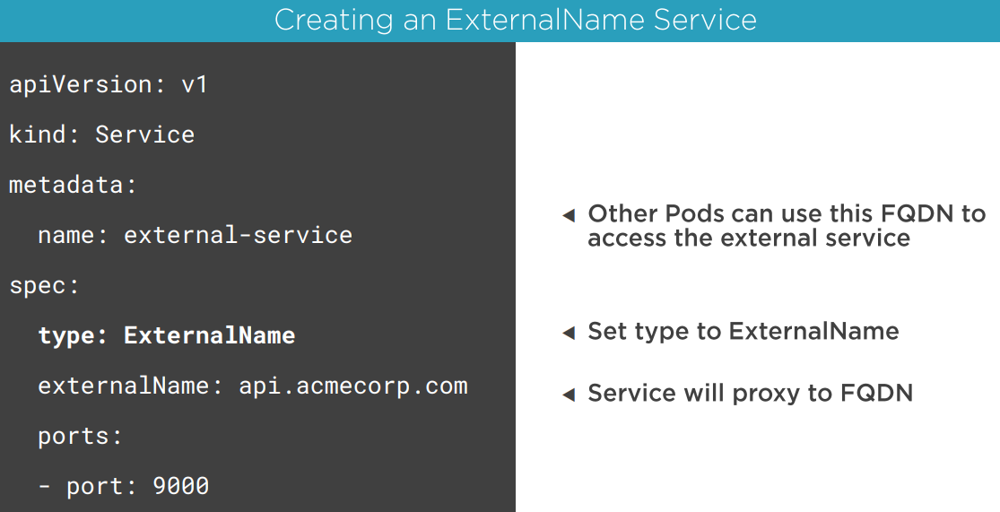 Creating an ExternalName Service
apiVersion: v1
kind: Service
metadata:
  name: external-service
spec:
  type: ExternalName
  externalName: api.acmecorp.com
  ports:
  - port: 9000
Other Pods can use this FQDN to
access the external service
Set type to ExternalName
Service will proxy to FQDN